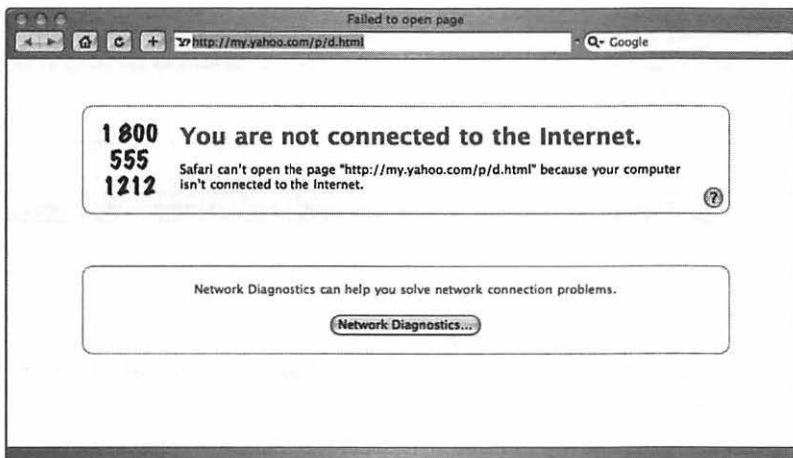 Failed to open page
http://my.yahoo.com/p/d.html
Google
1 800
555
1212
You are not connected to the Internet.
Safari can't open the page "http://my.yahoo.com/p/d.html" because your computer
isn't connected to the Internet.
?
Network Diagnostics can help you solve network connection problems.
Network Diagnostics...